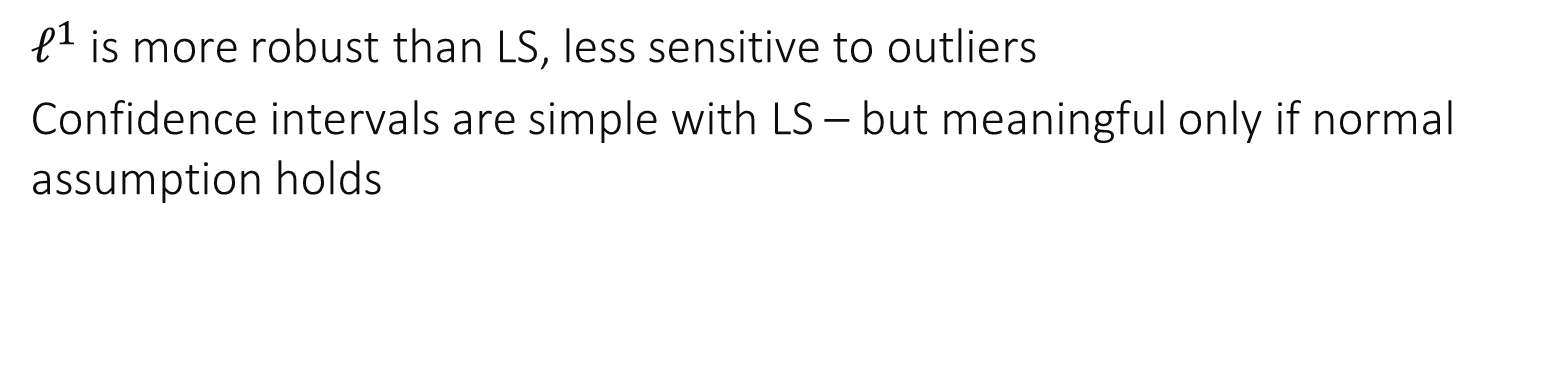 ℓ¹ is more robust than LS, less sensitive to outliers
Confidence intervals are simple with LS – but meaningful only if normal
assumption holds